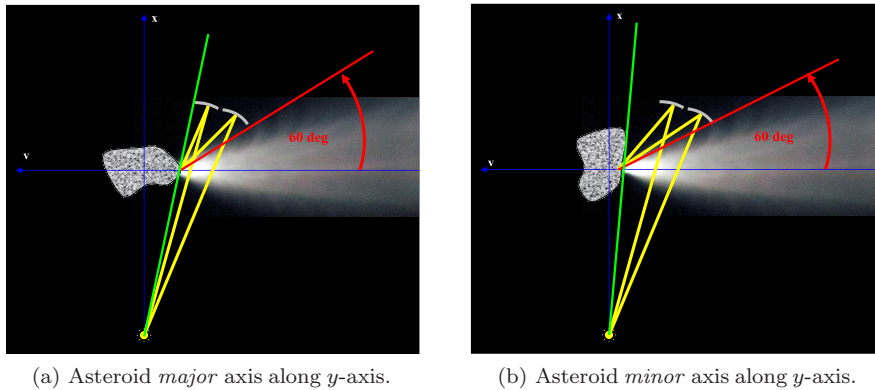 x
v
60 deg
(a) Asteroid major axis along y-axis.
x
v
60 deg
(b) Asteroid minor axis along y-axis.